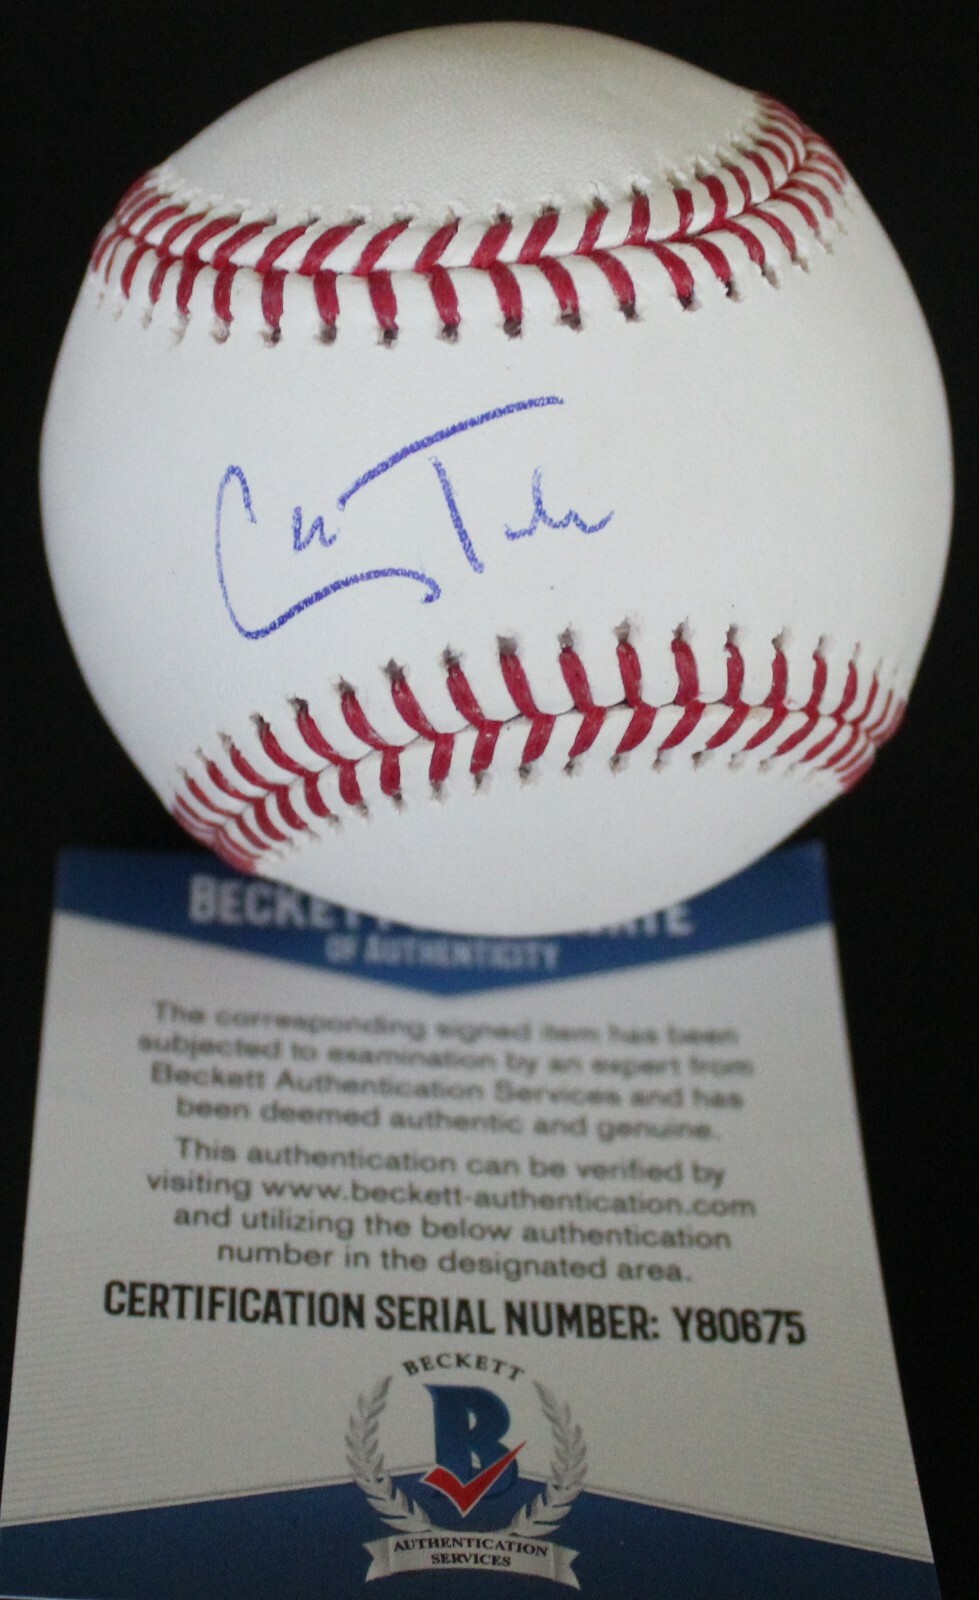 BECKETT
OF AUTHENTICITY
The corresponding signed item has been
subjected to examination by an expert from
Beckett Authentication Services and has
been deemed authentic and genuine.
This authentication can be verified by
visiting www.beckett-authentication.com
and utilizing the below authentication
number in the designated area.
CERTIFICATION SERIAL NUMBER: Y80675
BECKETT
B
AUTHENTICATION
SERVICES